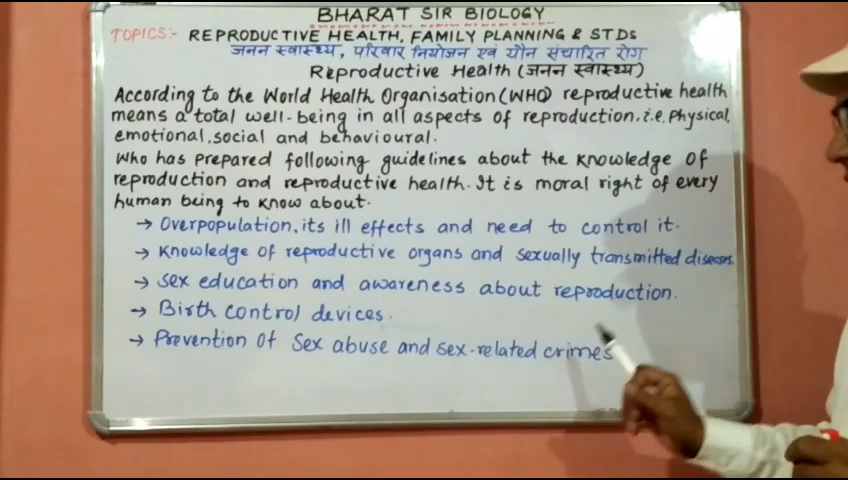 BHARAT SIR BIOLOGY
TOPICS:- REPRODUCTIVE HEALTH, FAMILY PLANNING & STDs
जनन स्वास्थ्य, परिवार नियोजन एवं यौन संचारित रोग
Reproductive Health (जनन स्वास्थ्य)
According to the World Health Organisation (WHO) reproductive health
means a total well-being in all aspects of reproduction, i.e. Physical,
emotional, social and behavioural.
WHO has prepared following guidelines about the knowledge of
reproduction and reproductive health. It is moral right of every
human being to know about.
→ Overpopulation, its ill effects and need to control it.
→ Knowledge of reproductive organs and sexually transmitted diseases.
→ Sex education and awareness about reproduction.
→ Birth control devices.
→ Prevention of sex abuse and sex-related crimes